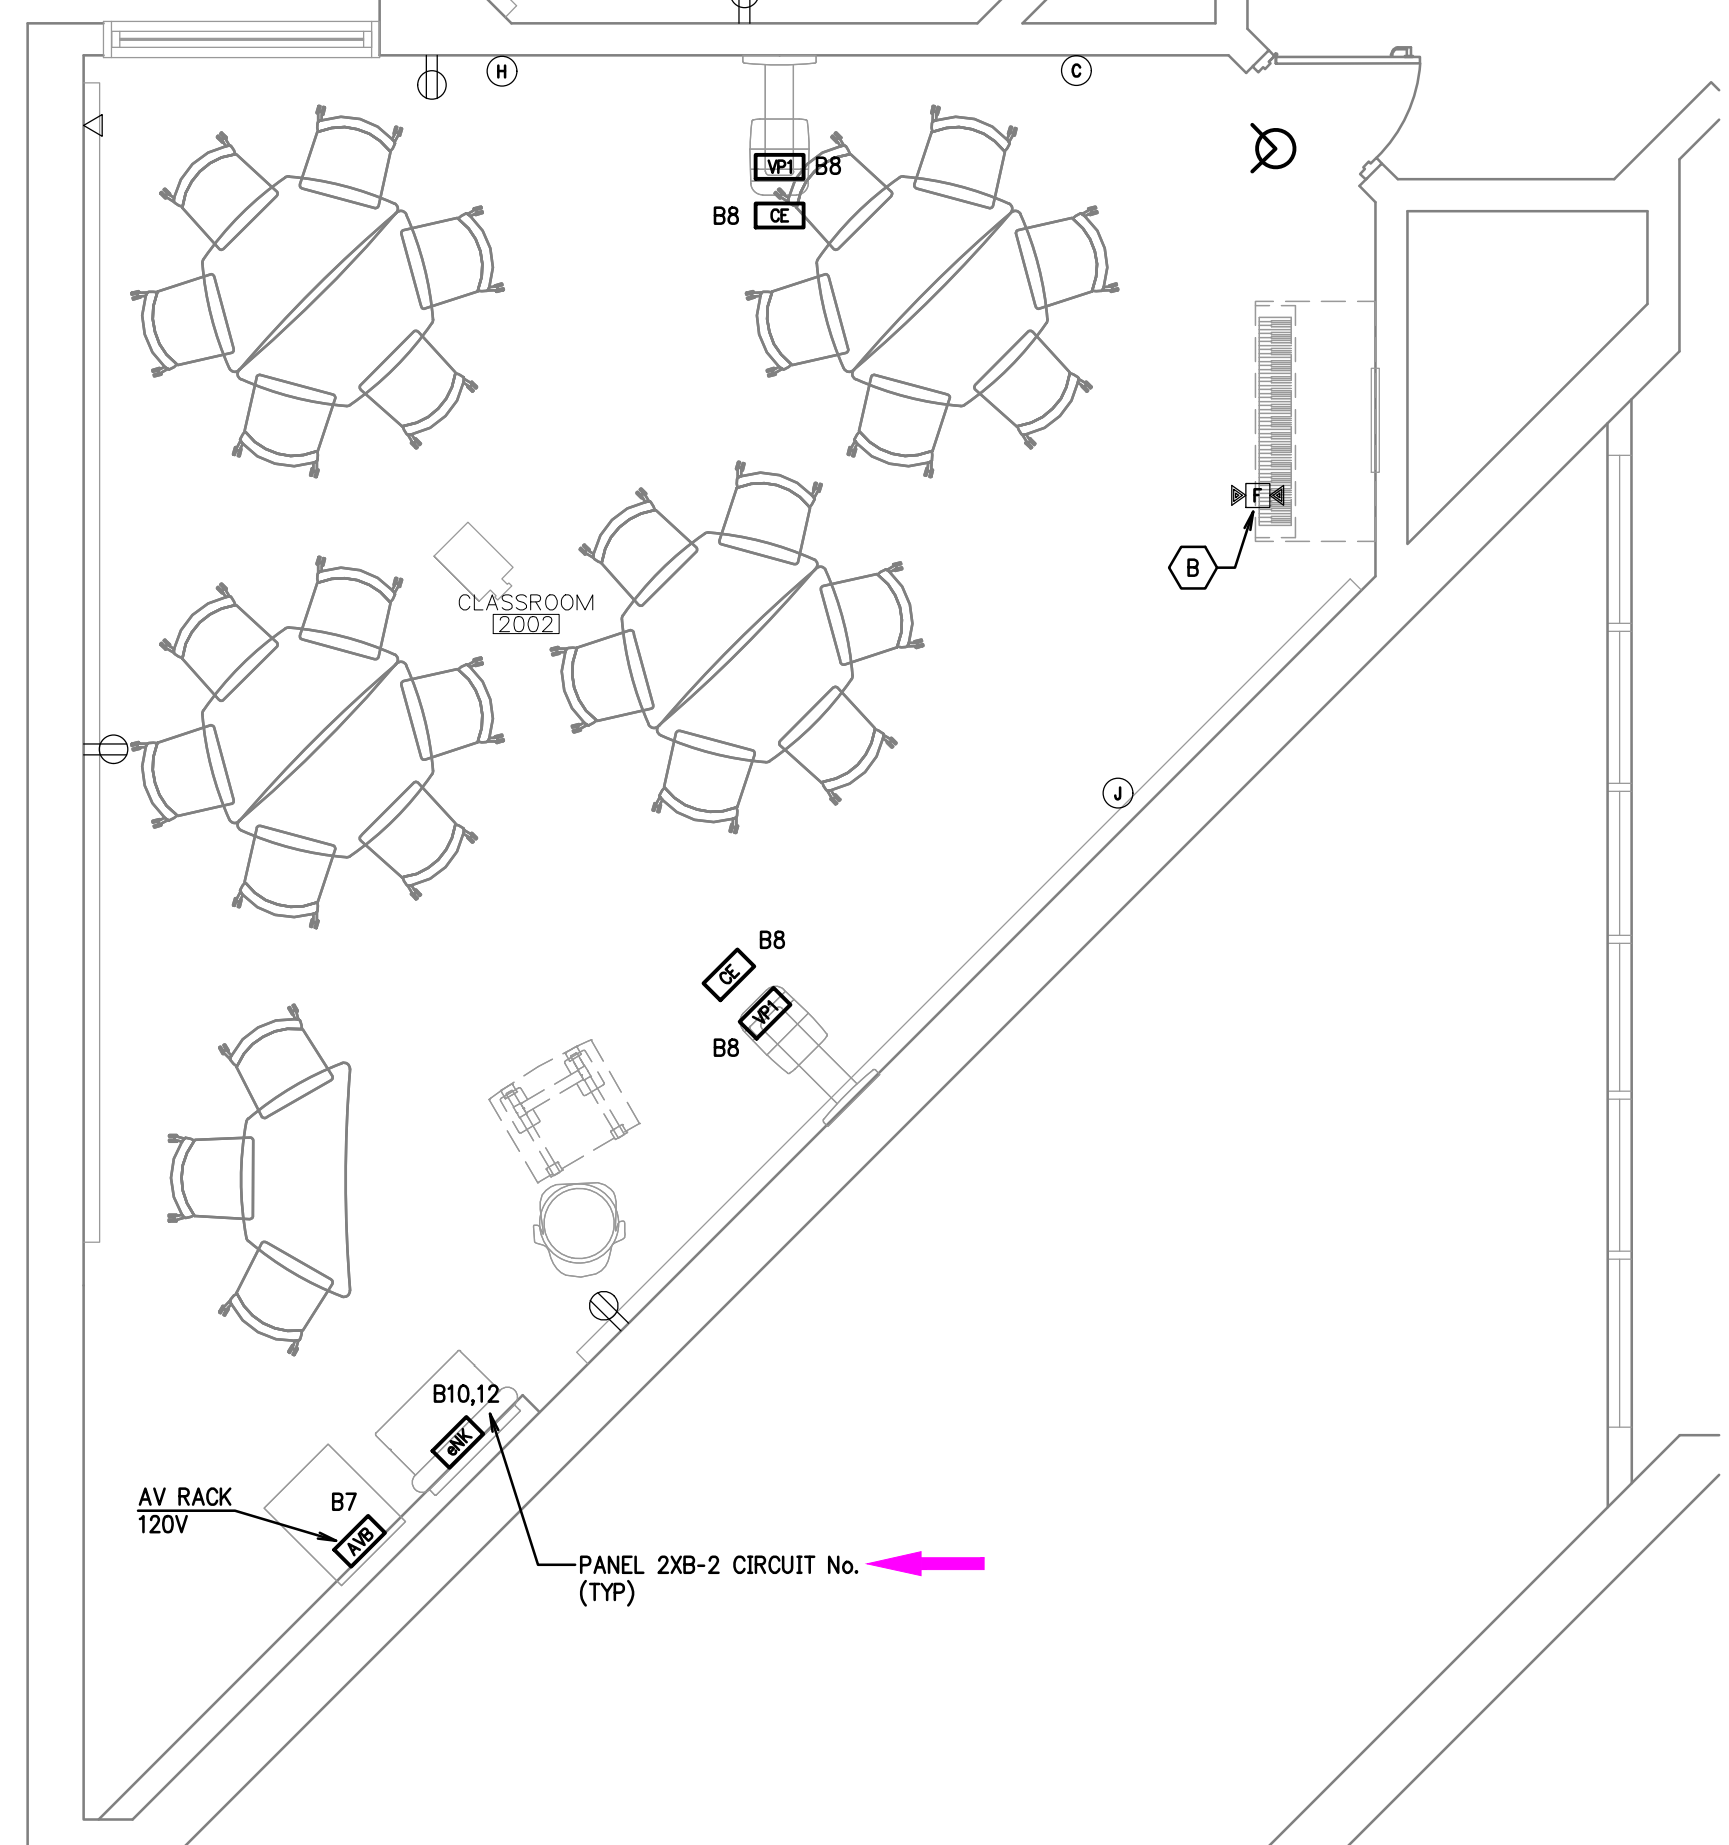 H
C
VP1 B8
B8 CE
F
B
CLASSROOM
2002
J
B8
CE
VP1
B8
B10,12
eNK
AV RACK
120V
B7
AVB
PANEL 2XB-2 CIRCUIT No.
(TYP)